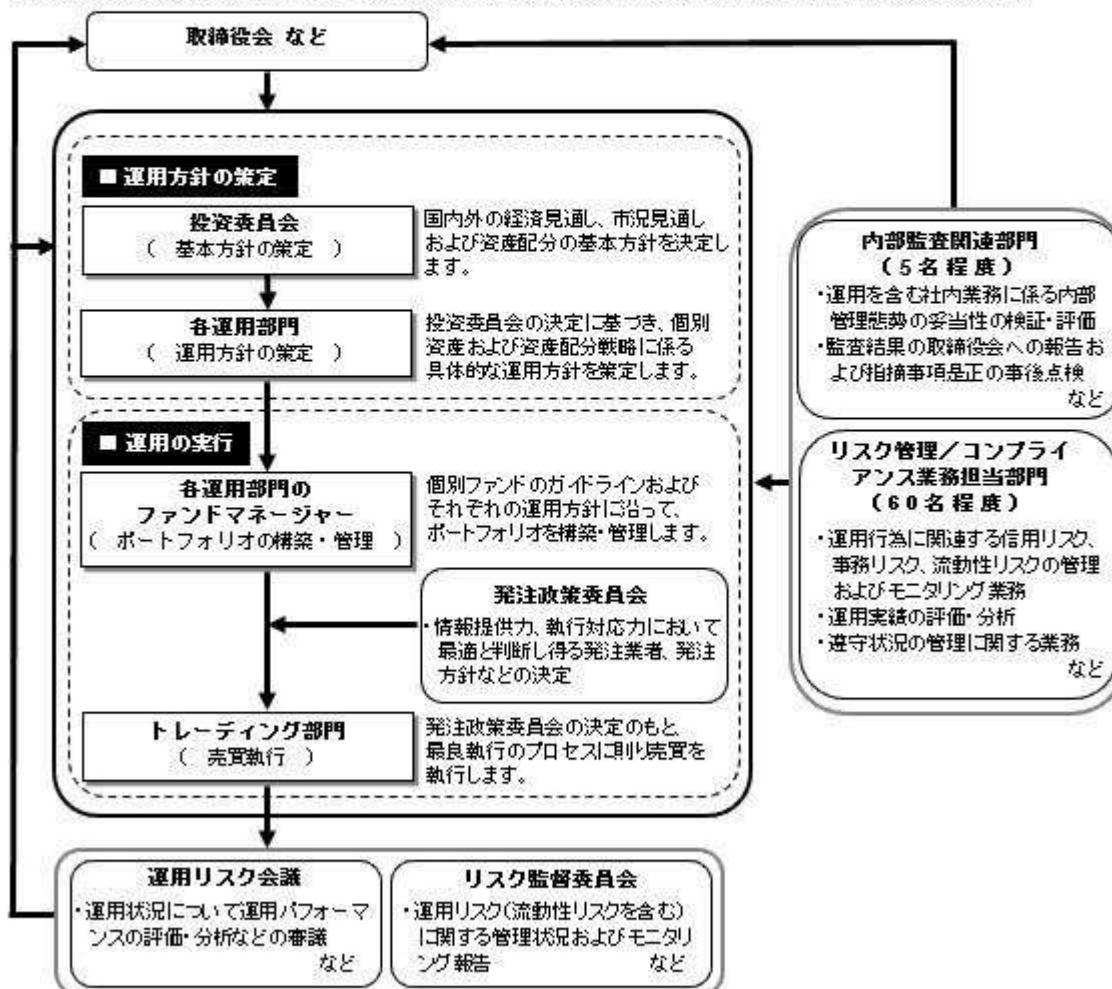 取締役会 など
■ 運用方針の策定
投資委員会
( 基本方針の策定 )
国内外の経済見通し、市況見通し
および資産配分の基本方針を決定し
ます。
各運用部門
( 運用方針の策定 )
投資委員会の決定に基づき、個別
資産および資産配分戦略に係る
具体的な運用方針を策定します。
■ 運用の実行
各運用部門の
ファンドマネージャー
( ポートフォリオの構築・管理 )
個別ファンドのガイドラインおよび
それぞれの運用方針に沿って、
ポートフォリオを構築・管理します。
発注政策委員会
・情報提供力、執行対応力において
最適と判断し得る発注業者、発注
方針などの決定
トレーディング部門
( 売買執行 )
発注政策委員会の決定のもと、
最良執行のプロセスに則り売買を
執行します。
内部監査関連部門
(5名程度)
・運用を含む社内業務に係る内部
管理態勢の妥当性の検証・評価
・監査結果の取締役会への報告お
よび指摘事項是正の事後点検
など
リスク管理/コンプライ
アンス業務担当部門
(60名程度)
・運用行為に関連する信用リスク、
事務リスク、流動性リスクの管理
およびモニタリング業務
・運用実績の評価・分析
・遵守状況の管理に関する業務
など
運用リスク会議
・運用状況について運用パフォーマ
ンスの評価・分析などの審議
など
リスク監督委員会
・運用リスク(流動性リスクを含む)
に関する管理状況およびモニタリ
ング報告 など